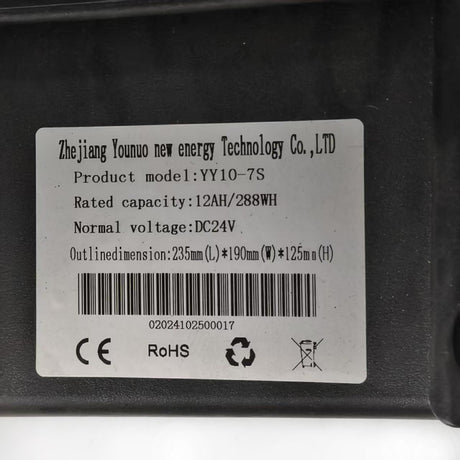 Zhejiang Younuo new energy Technology Co.,LTD
Product model:YY10-7S
Rated capacity:12AH/288WH
Normal voltage:DC24V
Outlinedimension:235mm(L)*190mm(W)*125mm(H)
02024102500017
CE RoHS